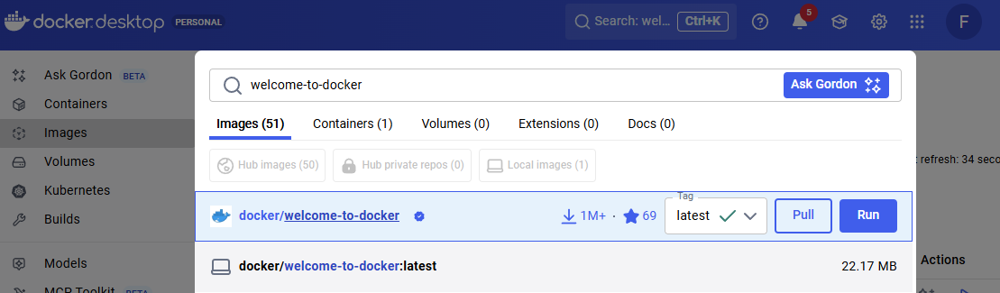 docker.desktop PERSONAL
Search: wel... Ctrl+K
5
F
Ask Gordon BETA
Containers
Images
Volumes
Kubernetes
Builds
Models
MCP Toolkit BETA
welcome-to-docker
Ask Gordon
Images (51) Containers (1) Volumes (0) Extensions (0) Docs (0)
Hub images (50) Hub private repos (0) Local images (1)
docker/welcome-to-docker 1M+ · 69
Tag
latest
Pull
Run
docker/welcome-to-docker:latest 22.17 MB
refresh: 34 seco
Actions